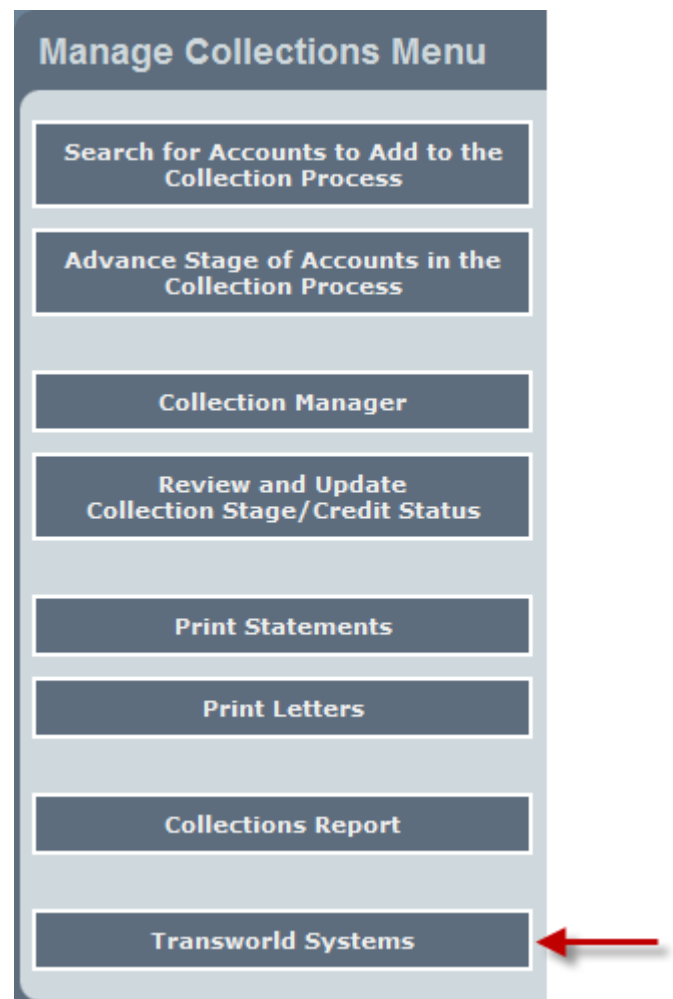 Manage Collections Menu
Search for Accounts to Add to the
Collection Process
Advance Stage of Accounts in the
Collection Process
Collection Manager
Review and Update
Collection Stage/Credit Status
Print Statements
Print Letters
Collections Report
Transworld Systems